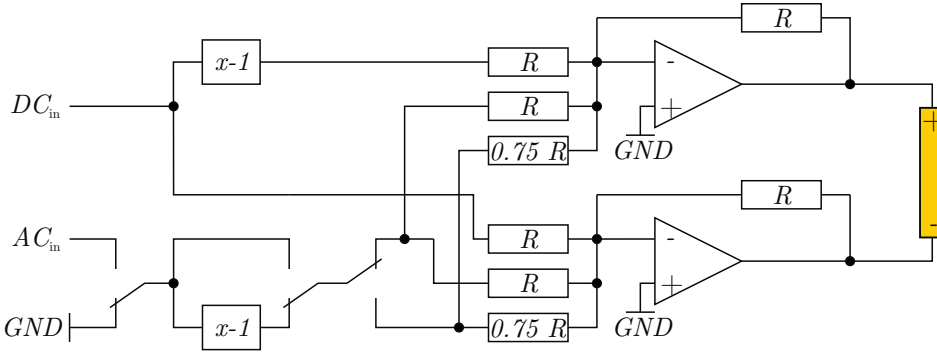 R
x-1
R
-
DC in
R
+
+
0.75 R
GND
R
AC in
R
-
-
R
+
GND
x-1
0.75 R
GND